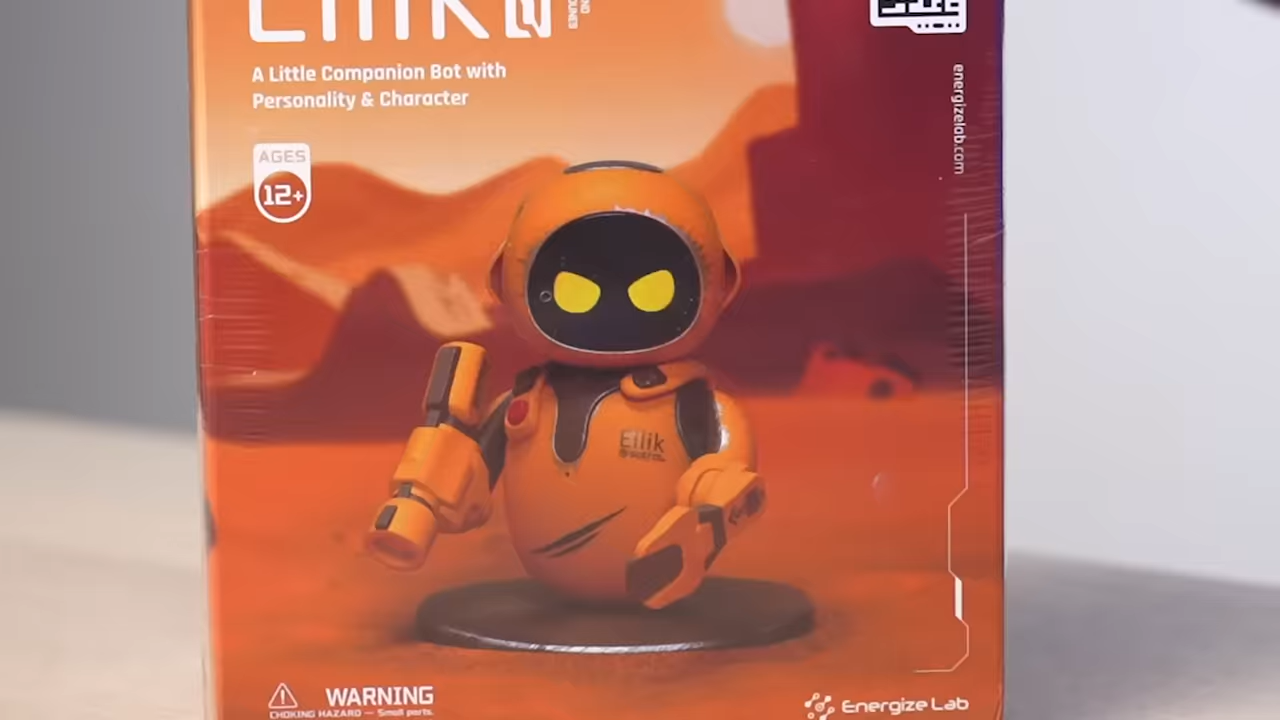 A Little Companion Bot with
Personality & Character
energizelab.com
AGES
12+
Eilik
WARNING
CHOKING HAZARD — Small parts.
Energize Lab